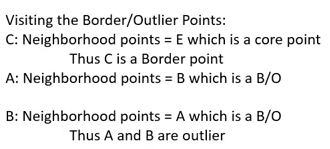 Visiting the Border/Outlier Points:
C: Neighborhood points = E which is a core point
Thus C is a Border point
A: Neighborhood points = B which is a B/O
B: Neighborhood points = A which is a B/O
Thus A and B are outlier